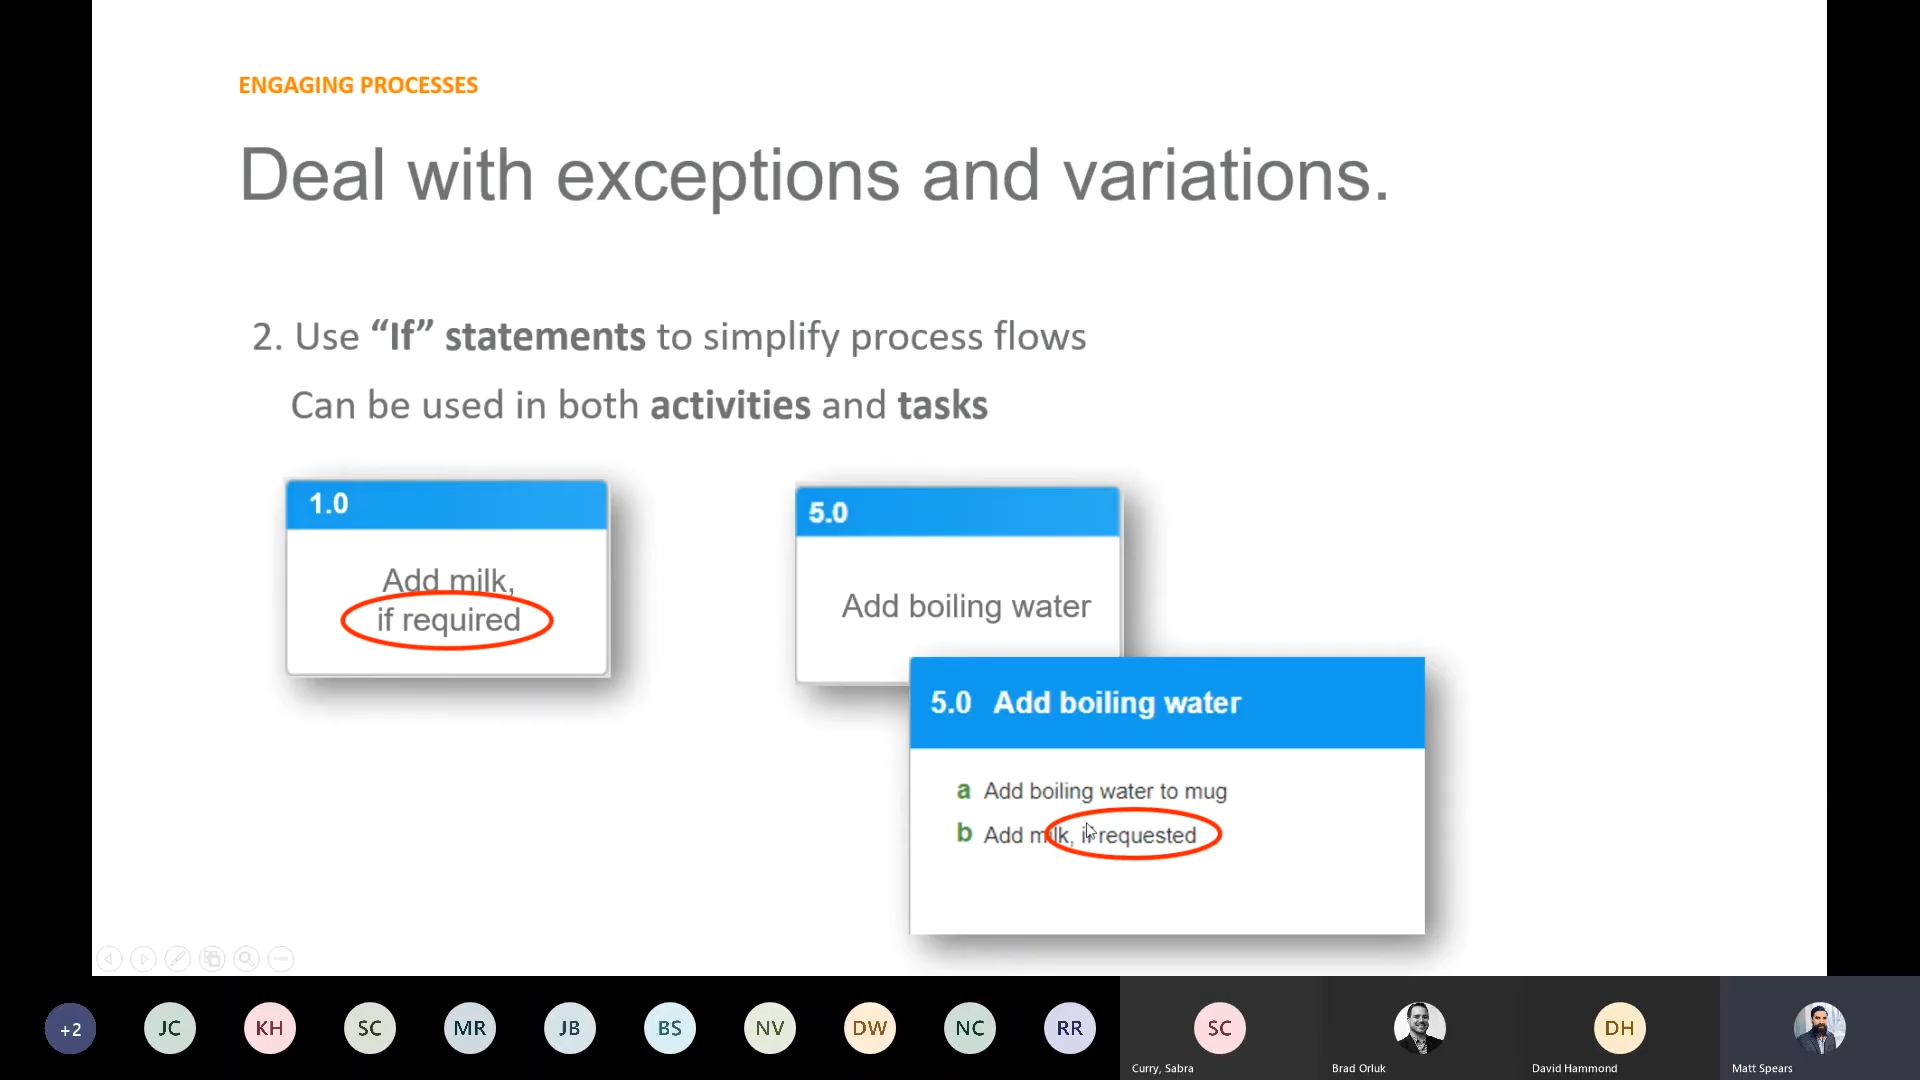 ENGAGING PROCESSES
Deal with exceptions and variations.
2. Use “If” statements to simplify process flows
Can be used in both activities and tasks
1.0
Add milk,
if required
5.0
Add boiling water
5.0 Add boiling water
a Add boiling water to mug
b Add milk, if requested
+2
JC
KH
SC
MR
JB
BS
NV
DW
NC
RR
SC
DH
Curry, Sabra
Brad Orluk
David Hammond
Matt Spears